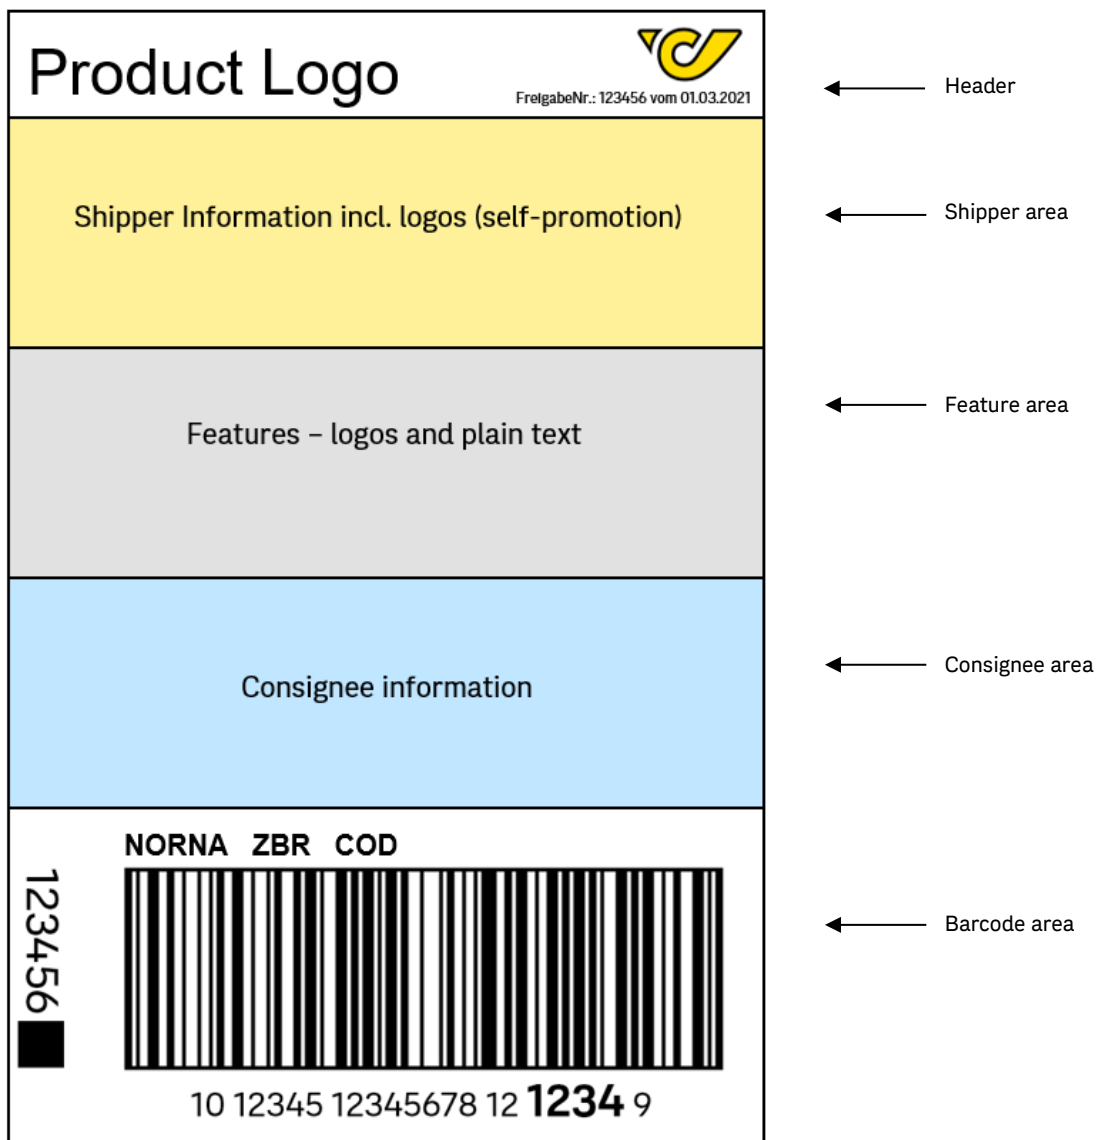 Product Logo
FreigabeNr.: 123456 vom 01.03.2021
Header
Shipper Information incl. logos (self-promotion)
Shipper area
Features – logos and plain text
Feature area
Consignee information
Consignee area
NORNA ZBR COD
123456
Barcode area
10 12345 12345678 12 1234 9